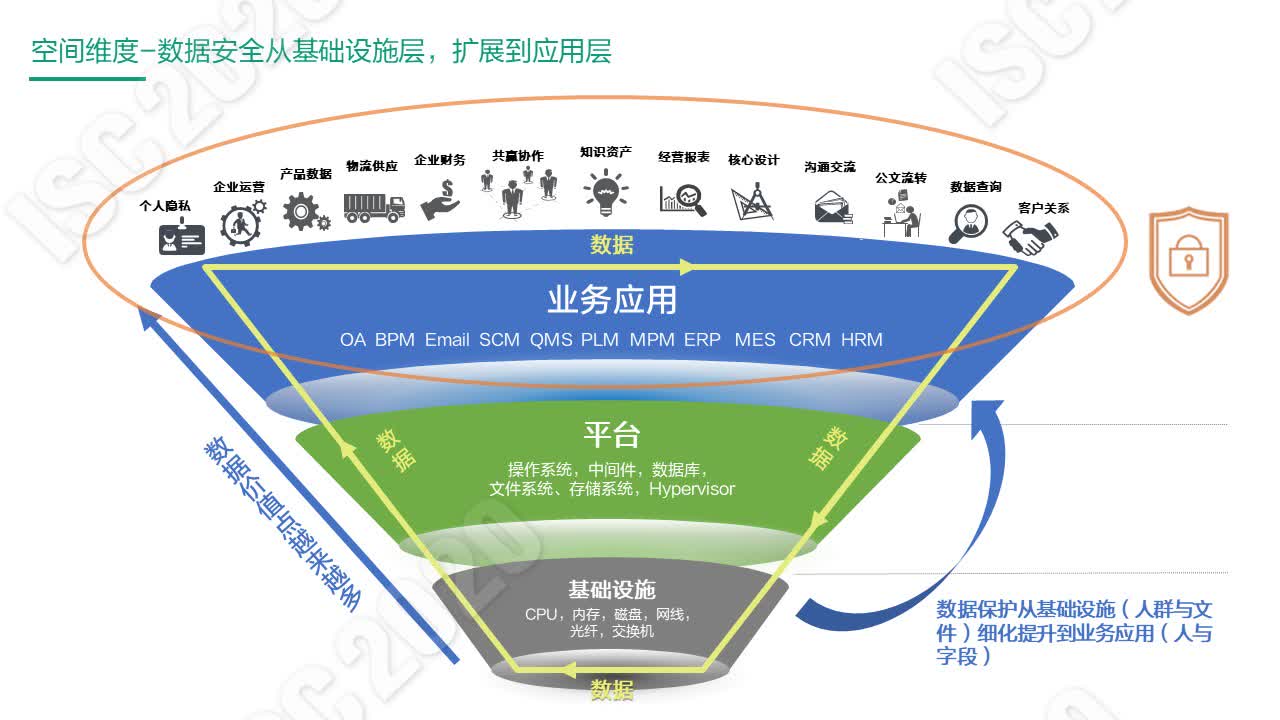 空间维度-数据安全从基础设施层，扩展到应用层
个人隐私
企业运营
产品数据
物流供应
企业财务
共赢协作
知识资产
经营报表
核心设计
沟通交流
公文流转
数据查询
客户关系
数据
业务应用
OA BPM Email SCM QMS PLM MPM ERP MES CRM HRM
平台
操作系统，中间件，数据库，
文件系统、存储系统，Hypervisor
数据
数据
数据价值点越来越多
基础设施
CPU，内存，磁盘，网线，
光纤，交换机
数据
数据保护从基础设施（人群与文
件）细化提升到业务应用（人与
字段）
ISC2020
ISC2020
ISC2020